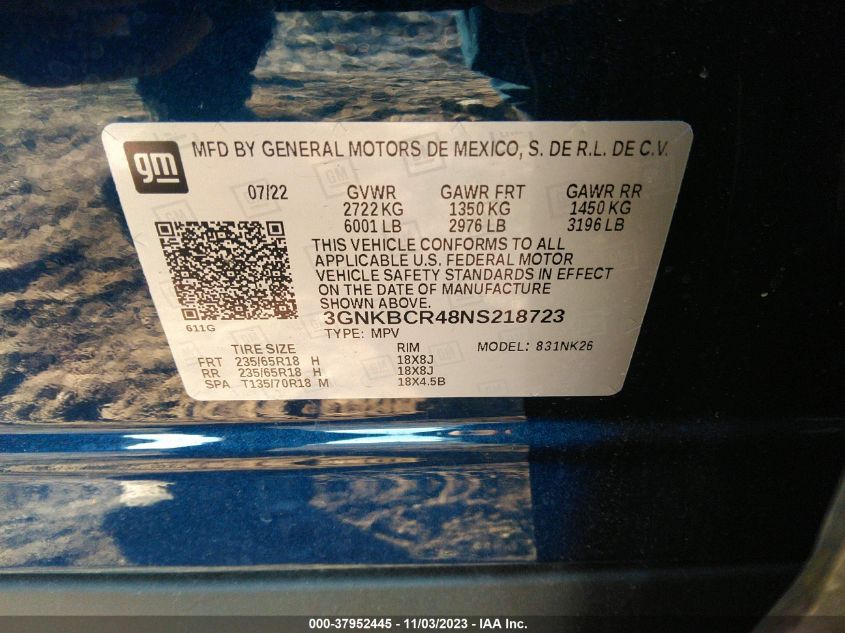 gm MFD BY GENERAL MOTORS DE MEXICO, S. DE R.L. DE C.V.
07/22 GVWR GAWR FRT GAWR RR
2722 KG 1350 KG 1450 KG
6001 LB 2976 LB 3196 LB
THIS VEHICLE CONFORMS TO ALL
APPLICABLE U.S. FEDERAL MOTOR
VEHICLE SAFETY STANDARDS IN EFFECT
ON THE DATE OF MANUFACTURE
SHOWN ABOVE.
3GNKBCR48NS218723
611G
TYPE: MPV
TIRE SIZE RIM MODEL: 831NK26
FRT 235/65R18 H 18X8J
RR 235/65R18 H 18X8J
SPA T135/70R18 M 18X4.5B
000-37952445 - 11/03/2023 - © IAA Inc.